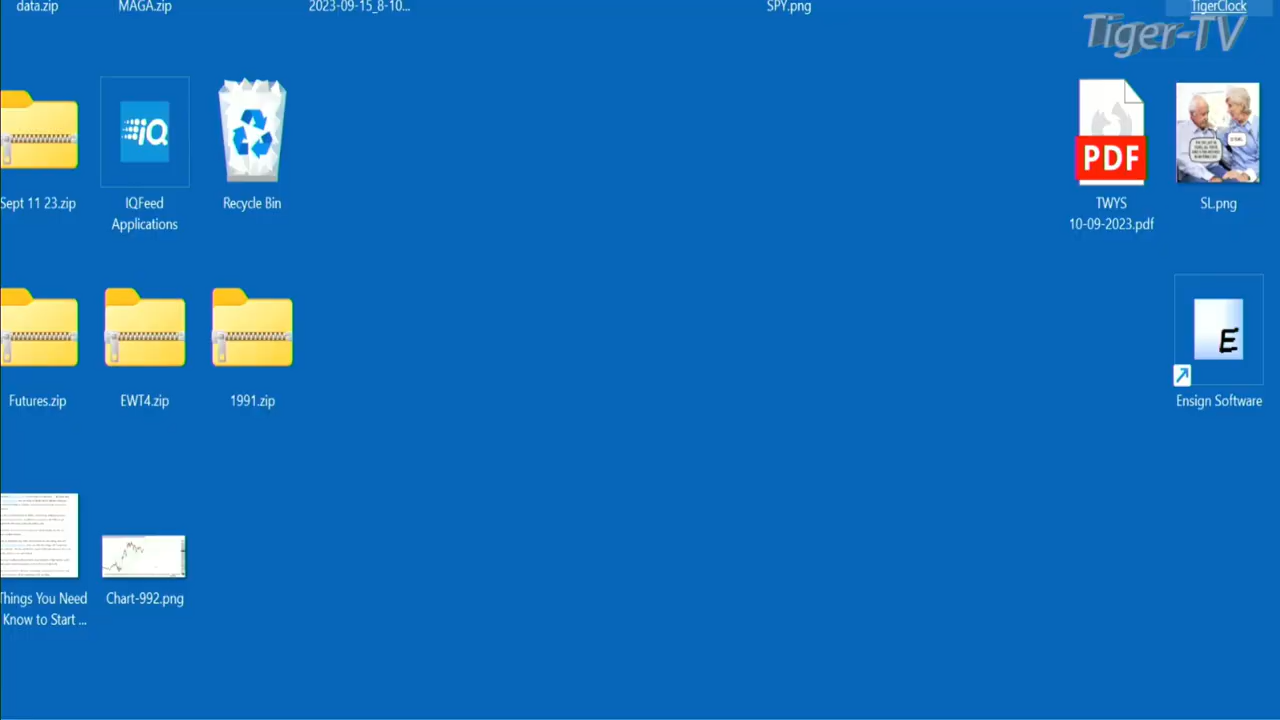 data.zip
MAGA.zip
2023-09-15_8-10...
SPY.png
TigerClock
Tiger-TV
iQ
PDF
Sept 11 23.zip
IQFeed
Applications
Recycle Bin
TWYS
10-09-2023.pdf
SL.png
E
Futures.zip
EWT4.zip
1991.zip
Ensign Software
Things You Need
Know to Start ...
Chart-992.png